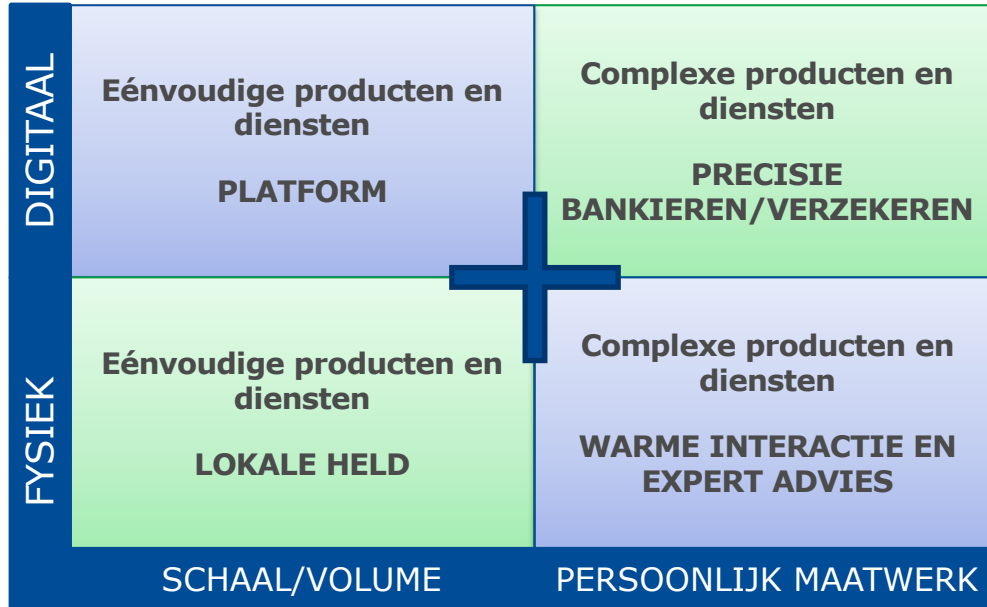 DIGITAAL
Eénvoudige producten en
diensten
PLATFORM
Complexe producten en
diensten
PRECISIE
BANKIEREN/VERZEKEREN
FYSIEK
Eénvoudige producten en
diensten
LOKALE HELD
Complexe producten en
diensten
WARME INTERACTIE EN
EXPERT ADVIES
SCHAAL/VOLUME
PERSOONLIJK MAATWERK